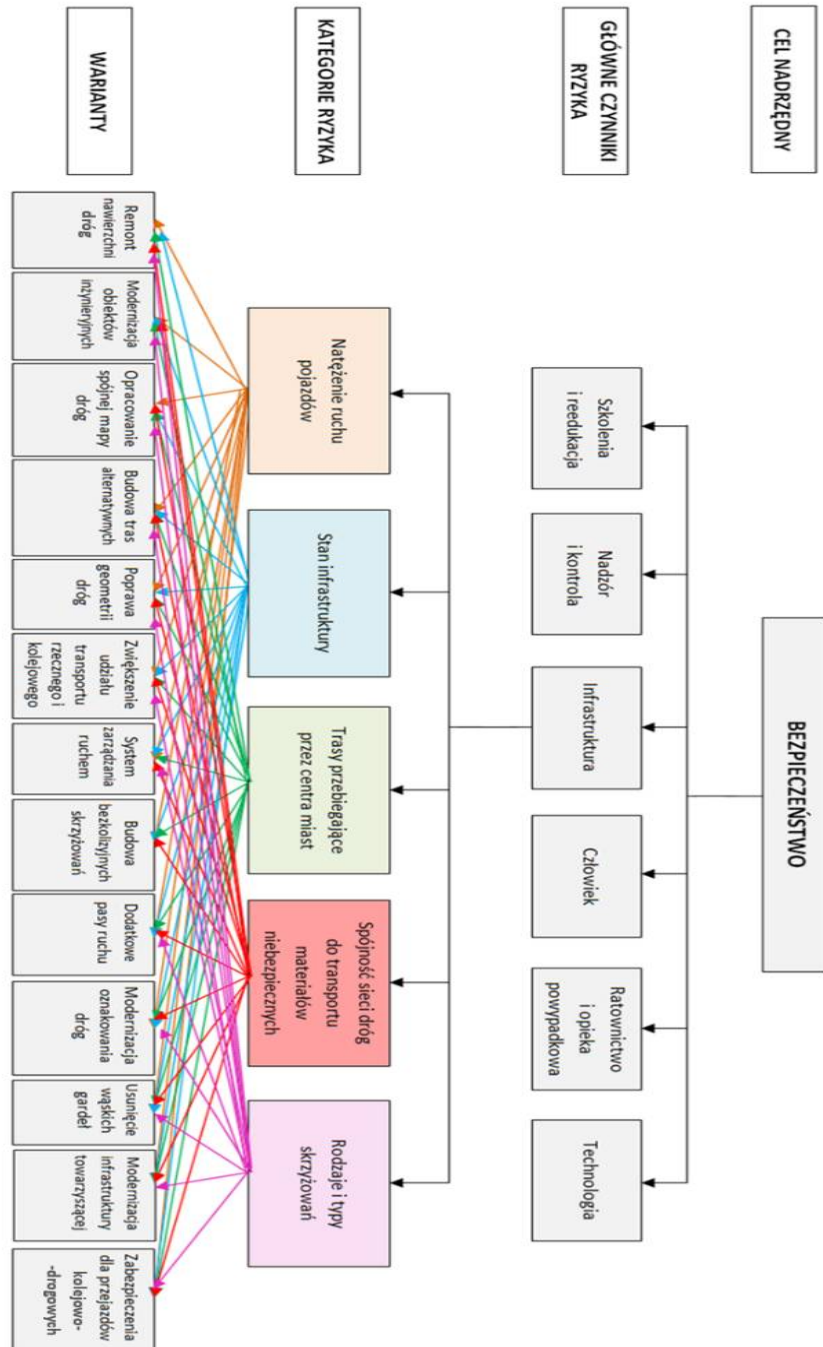 CEL NADRZĘDNY
BEZPIECZEŃSTWO
GŁÓWNE CZYNNIKI
RYZYKA
Szkolenia
i reedukacja
Nadzór
i kontrola
Infrastruktura
Człowiek
Ratownictwo
i opieka
powypadkowa
Technologia
KATEGORIE RYZYKA
Natężenie ruchu
pojazdów
Stan infrastruktury
Trasy przebiegające
przez centra miast
Spójność sieci dróg
do transportu
materiałów
niebezpiecznych
Rodzaje i typy
skrzyżowań
WARIANTY
Remont
nawierzchni
dróg
Modernizacja
obiektów
inżynieryjnych
Opracowanie
spójnej mapy
dróg
Budowa tras
alternatywnych
Poprawa
geometrii
dróg
Zwiększenie
udziału
transportu
rzecznego i
kolejowego
System
zarządzania
ruchem
Budowa
bezkolizyjnych
skrzyżowań
Dodatkowe
pasy ruchu
Modernizacja
oznakowania
dróg
Usunięcie
wąskich
gardeł
Modernizacja
infrastruktury
towarzyszącej
Zabezpieczenia
dla przejazdów
kolejowo-
-drogowych